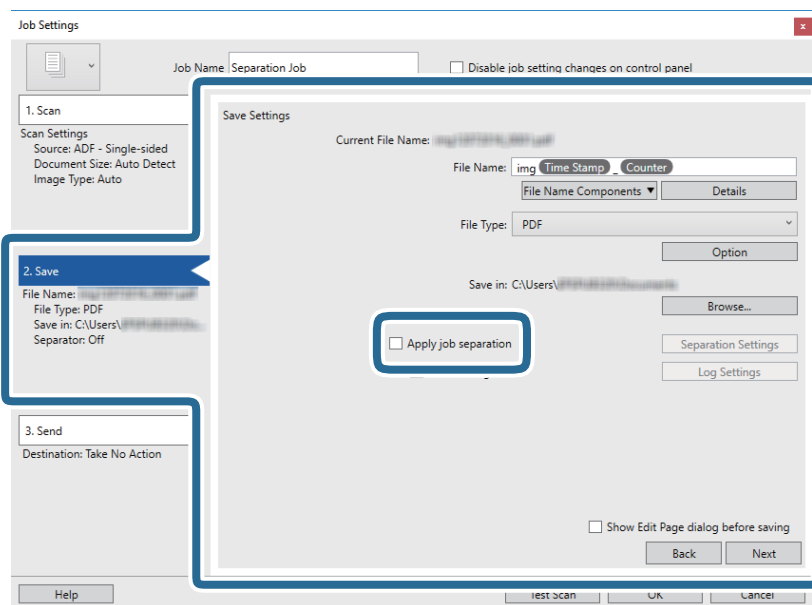 Job Settings
x
Job Name Separation Job
Disable job setting changes on control panel
1. Scan
Scan Settings
Source: ADF - Single-sided
Document Size: Auto Detect
Image Type: Auto
2. Save
File Name:
File Type: PDF
Save in: C:\Users\
Separator: Off
3. Send
Destination: Take No Action
Save Settings
Current File Name:
File Name: img Time Stamp _ Counter
File Name Components ▼ Details
File Type: PDF
Option
Save in: C:\Users\
Browse...
Apply job separation Separation Settings
Log Settings
Show Edit Page dialog before saving
Back Next
Help Test Scan OK Cancel